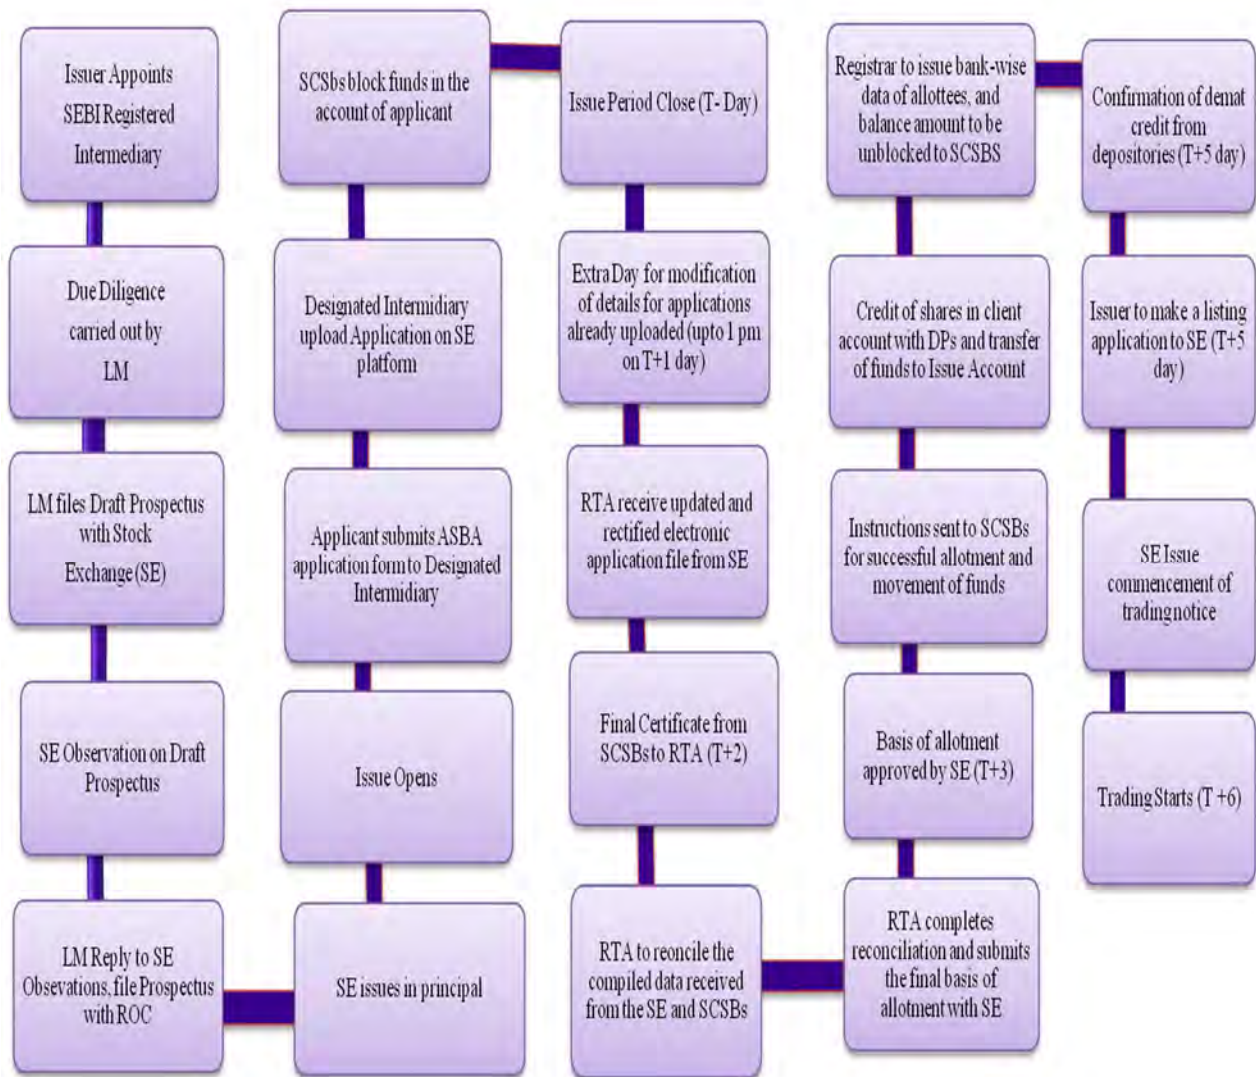 Issuer Appoints
SEBI Registered
Intermediary
Due Diligence
carried out by
LM
LM files Draft Prospectus
with Stock
Exchange (SE)
SE Observation on Draft
Prospectus
LM Reply to SE
Obsevations, file Prospectus
with ROC
SE issues in principal
Issue Opens
Applicant submits ASBA
application form to Designated
Intermidiary
Designated Intermidiary
upload Application on SE
platform
SCSbs block funds in the
account of applicant
Issue Period Close (T- Day)
Extra Day for modification
of details for applications
already uploaded (upto 1 pm
on T+1 day)
RTA receive updated and
rectified electronic
application file from SE
Final Certificate from
SCSBs to RTA (T+2)
RTA to reconcile the
compiled data received
from the SE and SCSBs
RTA completes
reconciliation and submits
the final basis of
allotment with SE
Basis of allotment
approved by SE (T+3)
Instructions sent to SCSBs
for successful allotment and
movement of funds
Credit of shares in client
account with DPs and transfer
of funds to Issue Account
Registrar to issue bank-wise
data of allottees, and
balance amount to be
unblocked to SCSBS
Confirmation of demat
credit from
depositories (T+5 day)
Issuer to make a listing
application to SE (T+5
day)
SE Issue
commencement of
trading notice
Trading Starts (T +6)